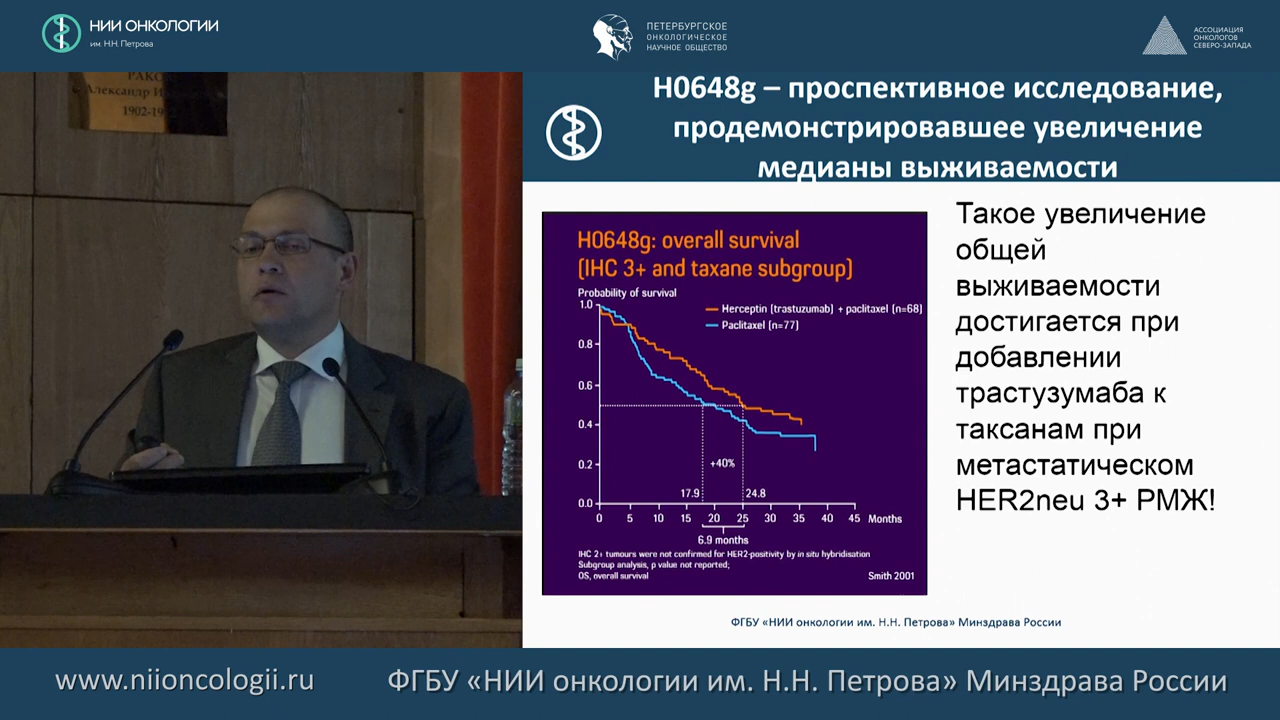 НИИ ОНКОЛОГИИ
им. Н.Н. Петрова
ПЕТЕРБУРГСКОЕ
ОНКОЛОГИЧЕСКОЕ
НАУЧНОЕ ОБЩЕСТВО
АССОЦИАЦИЯ
ОНКОЛОГОВ
СЕВЕРО-ЗАПАДА
РАКО
Александр И
1902-19
H0648g – проспективное исследование,
продемонстрировавшее увеличение
медианы выживаемости
H0648g: overall survival
(IHC 3+ and taxane subgroup)
Probability of survival
1.0
0.8
0.6
0.4
0.2
0.0
Herceptin (trastuzumab) + paclitaxel (n=68)
Paclitaxel (n=77)
+40%
17.9
24.8
0 5 10 15 20 25 30 35 40 45 Months
6.9 months
IHC 2+ tumours were not confirmed for HER2-positivity by in situ hybridisation
Subgroup analysis, p value not reported;
OS, overall survival
Smith 2001
Такое увеличение
общей
выживаемости
достигается при
добавлении
трастузумаба к
таксанам при
метастатическом
HER2neu 3+ РМЖ!
ФГБУ «НИИ онкологии им. Н.Н. Петрова» Минздрава России
www.niioncologii.ru
ФГБУ «НИИ онкологии им. Н.Н. Петрова» Минздрава России